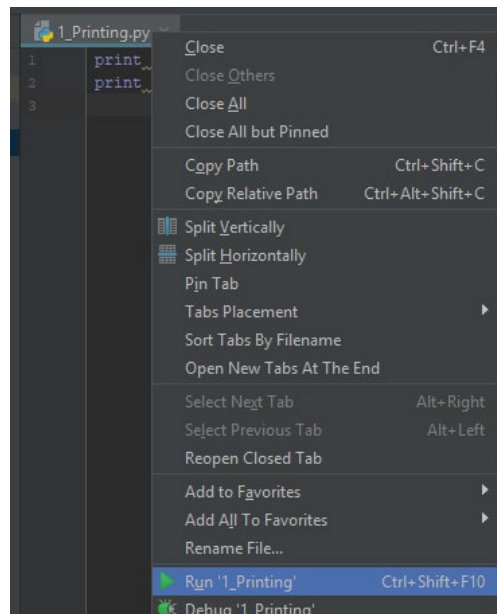 1_Printing.py
1 print
2 print
3
Close Ctrl+F4
Close Others
Close All
Close All but Pinned
Copy Path Ctrl+Shift+C
Copy Relative Path Ctrl+Alt+Shift+C
Split Vertically
Split Horizontally
Pin Tab
Tabs Placement
Sort Tabs By Filename
Open New Tabs At The End
Select Next Tab Alt+Right
Select Previous Tab Alt+Left
Reopen Closed Tab
Add to Favorites
Add All To Favorites
Rename File...
Run '1_Printing' Ctrl+Shift+F10
Debug '1_Printing'